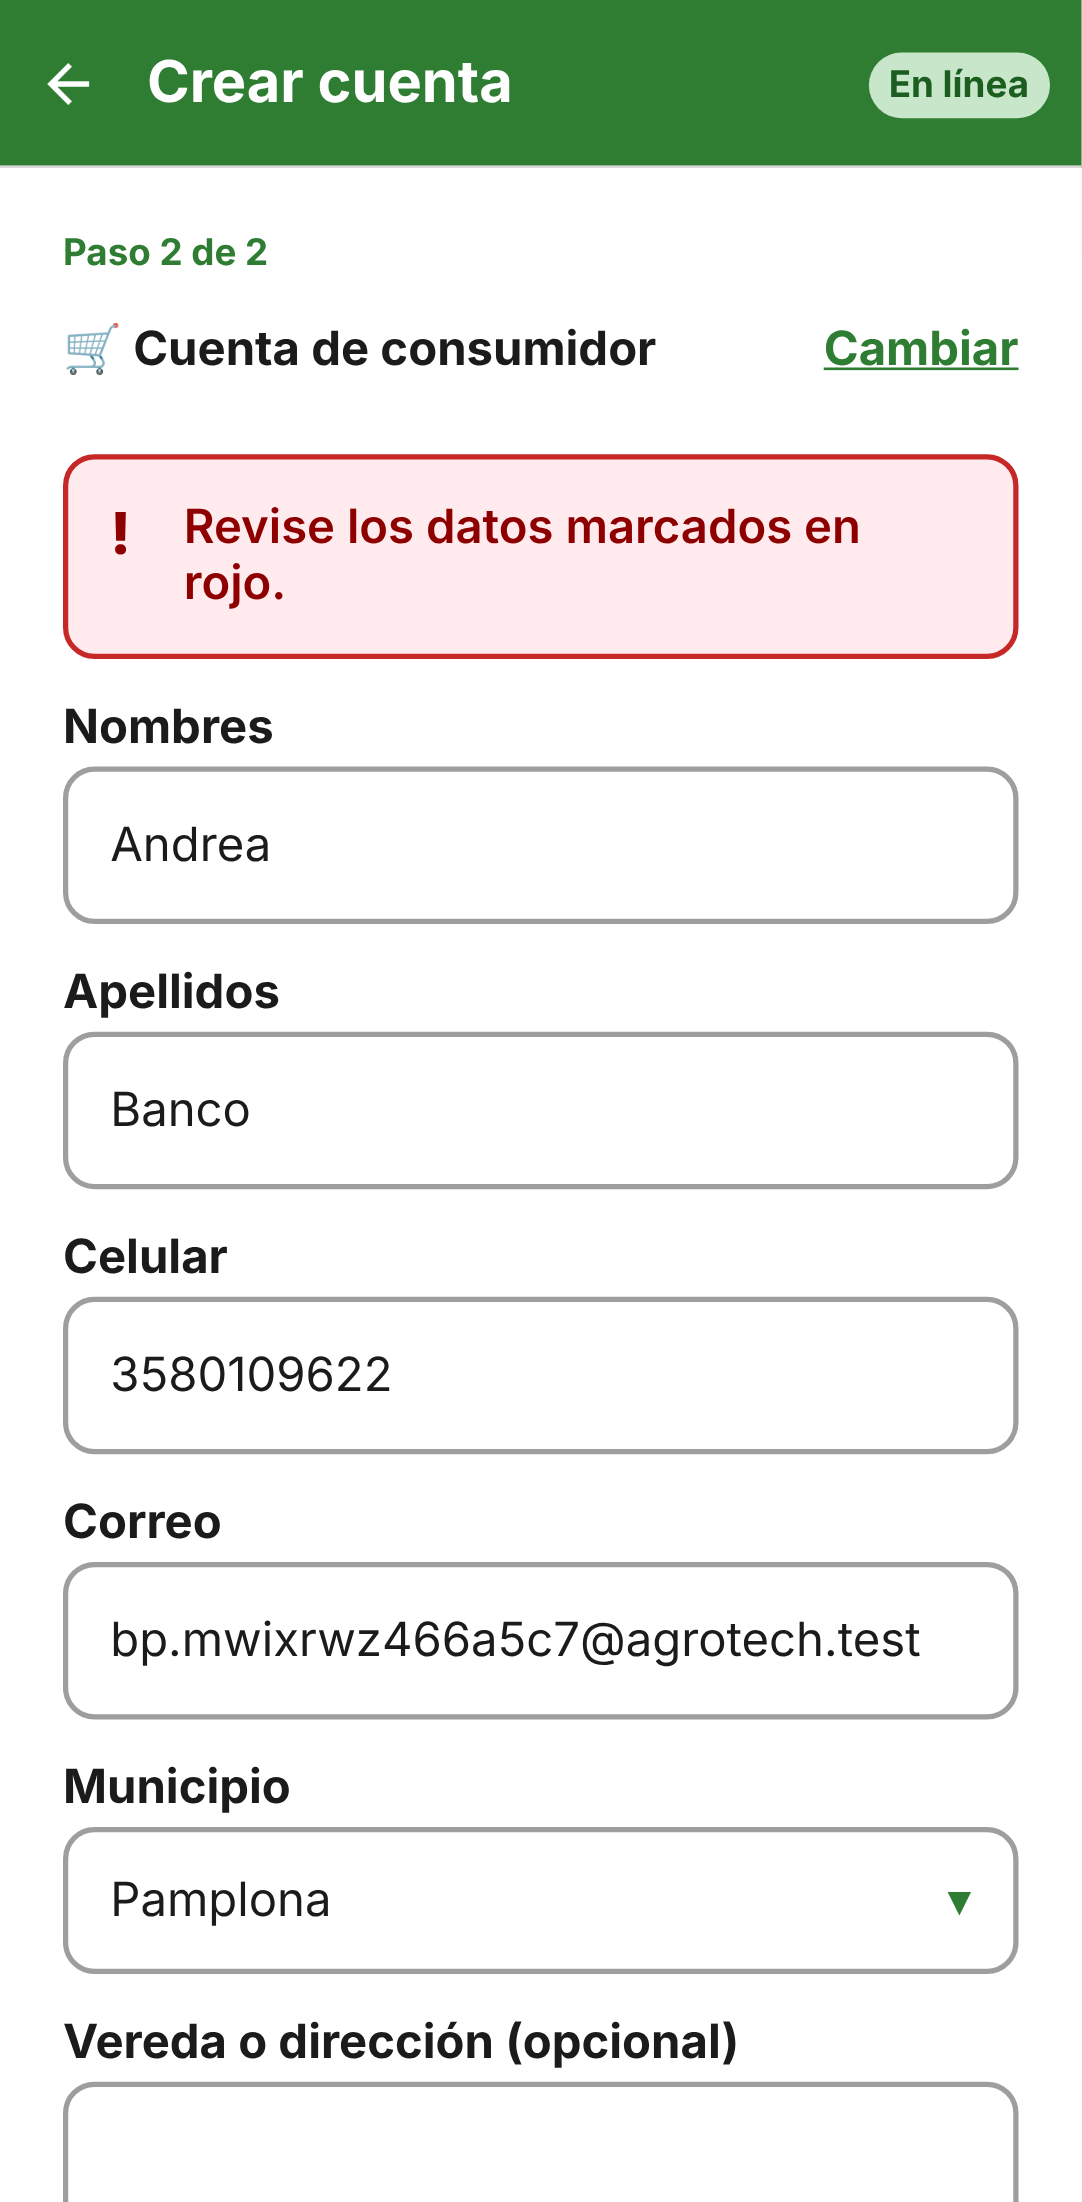 Crear cuenta
En línea
Paso 2 de 2
Cuenta de consumidor
Cambiar
! Revise los datos marcados en
rojo.
Nombres
Andrea
Apellidos
Banco
Celular
3580109622
Correo
bp.mwixrwz466a5c7@agrotech.test
Municipio
Pamplona
Vereda o dirección (opcional)